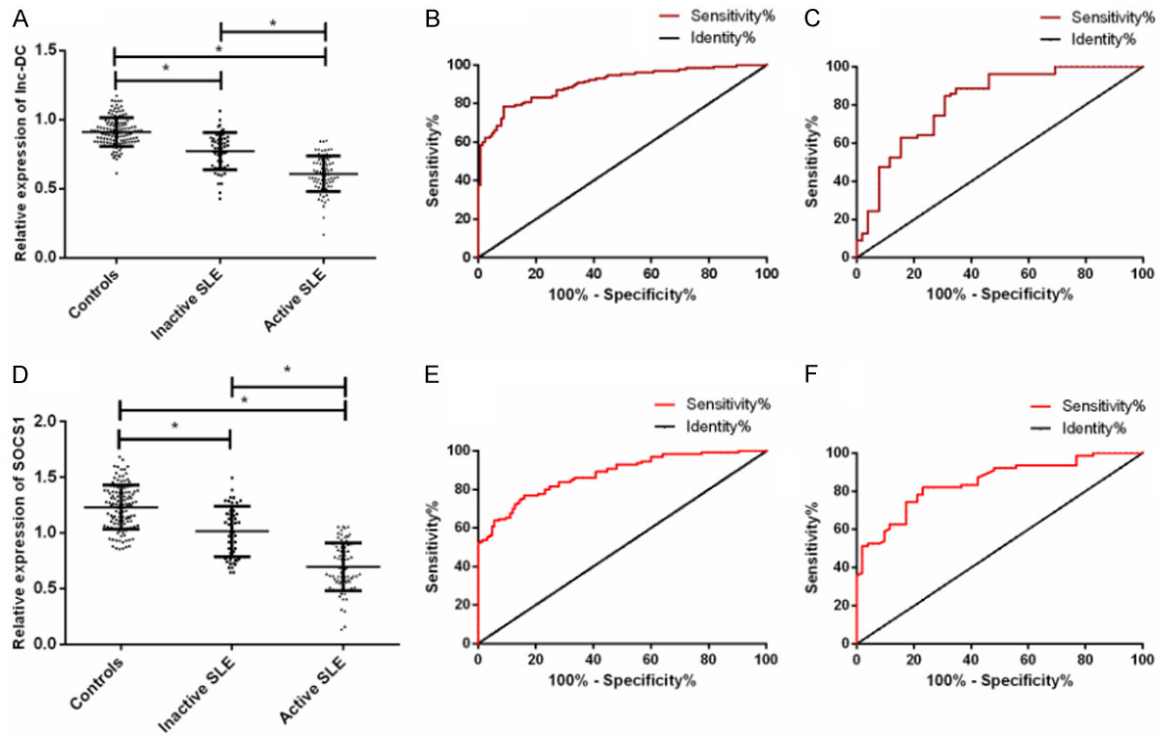 A
Relative expression of lnc-DC
1.5
1.0
0.5
0.0
*
*
*
Controls
Inactive SLE
Active SLE
B
Sensitivity%
Identity%
Sensitivity%
100
80
60
40
20
0
0 20 40 60 80 100
100% - Specificity%
C
Sensitivity%
Identity%
Sensitivity%
100
80
60
40
20
0
0 20 40 60 80 100
100% - Specificity%
D
Relative expression of SOCS1
2.0
1.5
1.0
0.5
0.0
*
*
*
Controls
Inactive SLE
Active SLE
E
Sensitivity%
Identity%
Sensitivity%
100
80
60
40
20
0
0 20 40 60 80 100
100% - Specificity%
F
Sensitivity%
Identity%
Sensitivity%
100
80
60
40
20
0
0 20 40 60 80 100
100% - Specificity%